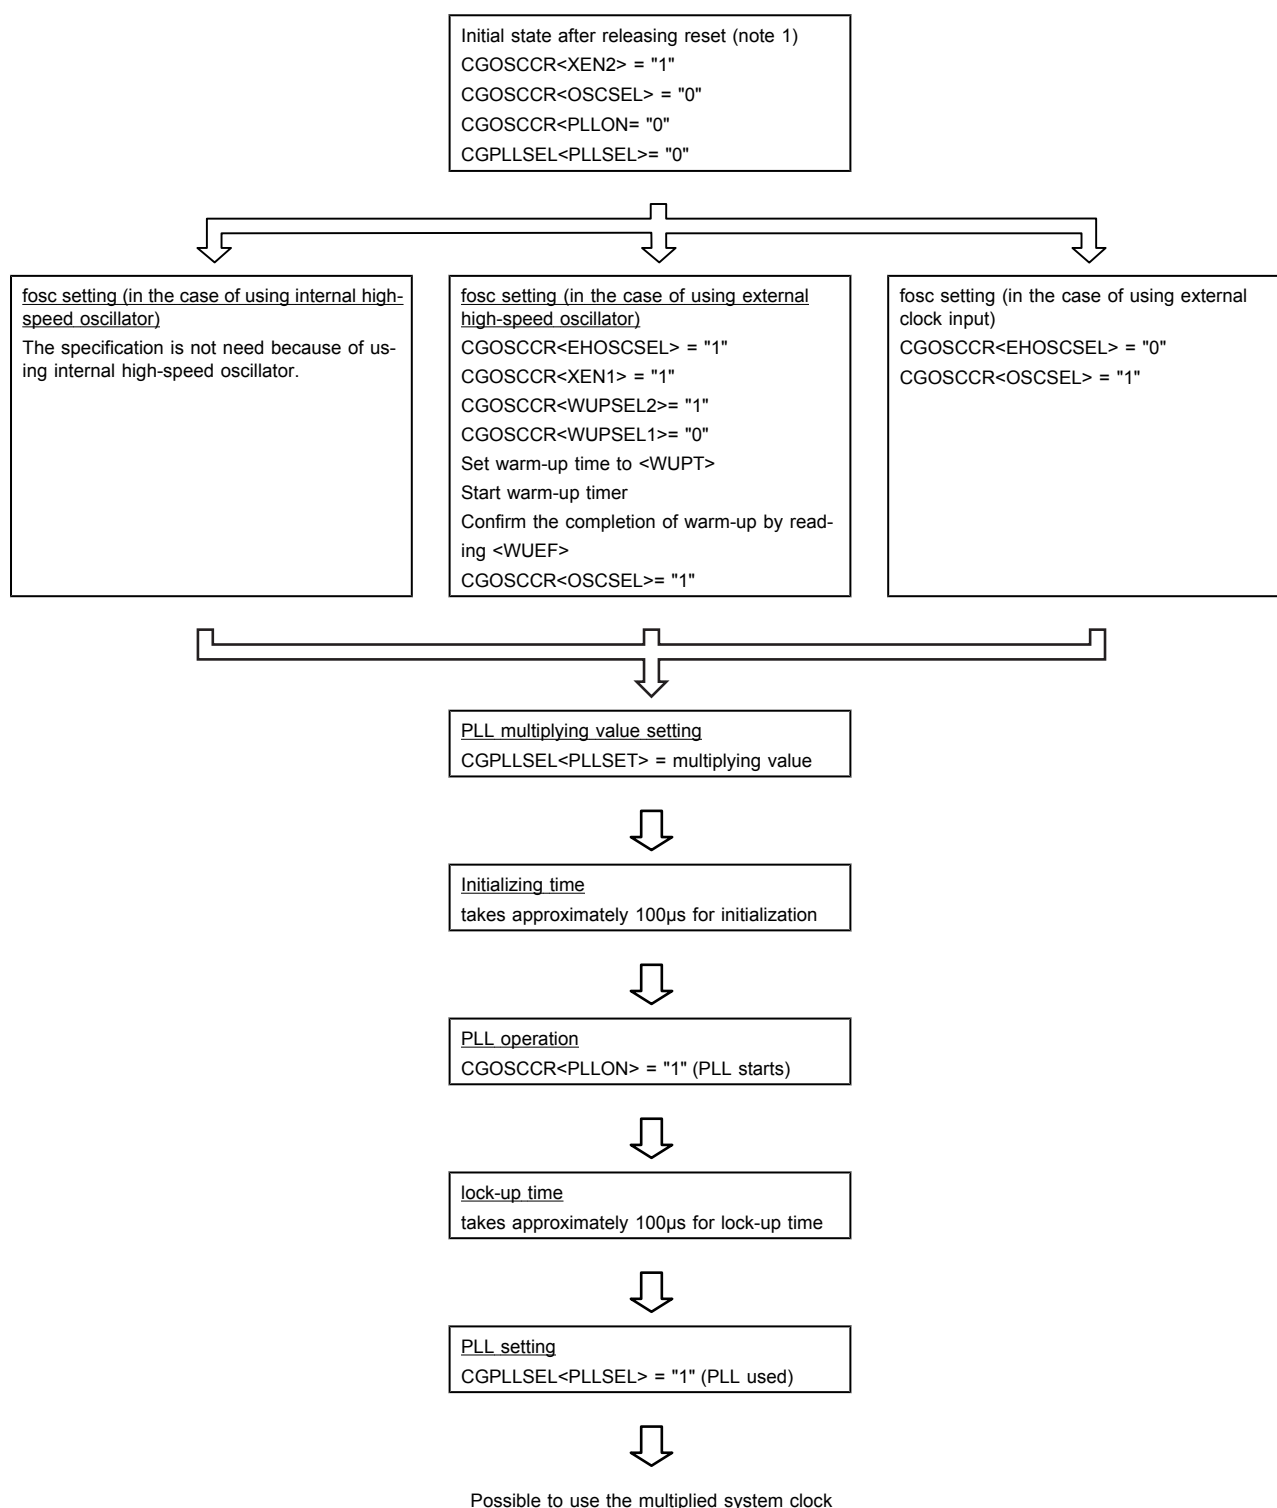 Initial state after releasing reset (note 1)
CGOSCCR<XEN2> = "1"
CGOSCCR<OSCSEL> = "0"
CGOSCCR<PLLON= "0"
CGPLLSEL<PLLSEL>= "0"
fosc setting (in the case of using internal high-
speed oscillator)
The specification is not need because of us-
ing internal high-speed oscillator.
fosc setting (in the case of using external
high-speed oscillator)
CGOSCCR<EHOSCSEL> = "1"
CGOSCCR<XEN1> = "1"
CGOSCCR<WUPSEL2>= "1"
CGOSCCR<WUPSEL1>= "0"
Set warm-up time to <WUPT>
Start warm-up timer
Confirm the completion of warm-up by read-
ing <WUEF>
CGOSCCR<OSCSEL>= "1"
fosc setting (in the case of using external
clock input)
CGOSCCR<EHOSCSEL> = "0"
CGOSCCR<OSCSEL> = "1"
PLL multiplying value setting
CGPLLSEL<PLLSET> = multiplying value
Initializing time
takes approximately 100µs for initialization
PLL operation
CGOSCCR<PLLON> = "1" (PLL starts)
lock-up time
takes approximately 100µs for lock-up time
PLL setting
CGPLLSEL<PLLSEL> = "1" (PLL used)
Possible to use the multiplied system clock